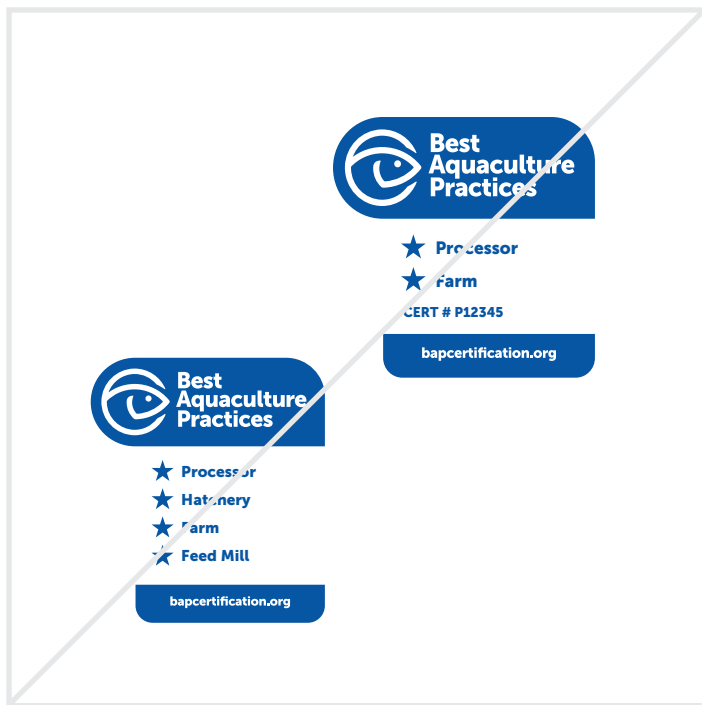 Best
Aquaculture
Practices
★ Processor
★ Farm
CERT # P12345
bapcertification.org
Best
Aquaculture
Practices
★ Processor
★ Hatchery
★ Farm
★ Feed Mill
bapcertification.org